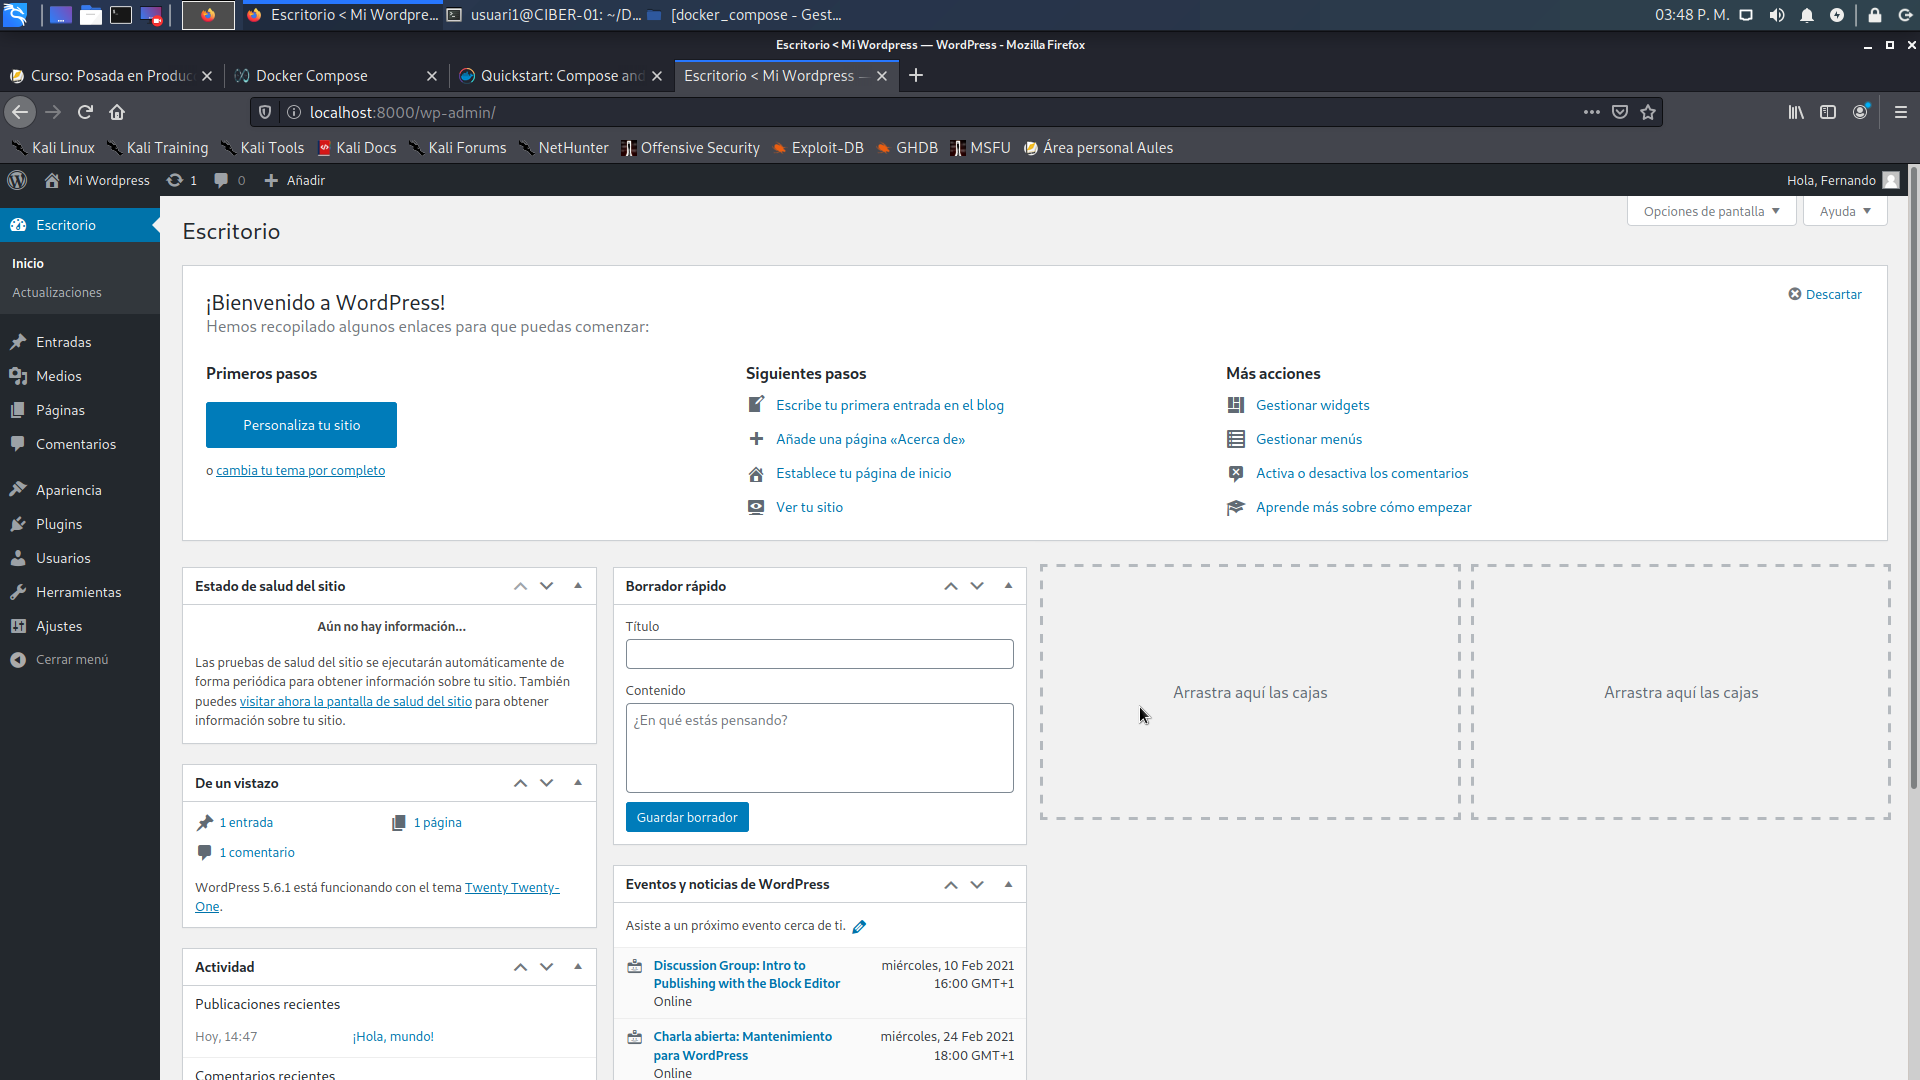 Escritorio < Mi Wordpre...
usuari1@CIBER-01: ~/D...
[docker_compose - Gest...
03:48 P. M.
Escritorio < Mi Wordpress — WordPress - Mozilla Firefox
Curso: Posada en Produc
Docker Compose
Quickstart: Compose and
Escritorio < Mi Wordpress —
localhost:8000/wp-admin/
Kali Linux
Kali Training
Kali Tools
Kali Docs
Kali Forums
NetHunter
Offensive Security
Exploit-DB
GHDB
MSFU
Área personal Aules
Mi Wordpress
1
0
Añadir
Hola, Fernando
Escritorio
Inicio
Actualizaciones
Entradas
Medios
Páginas
Comentarios
Apariencia
Plugins
Usuarios
Herramientas
Ajustes
Cerrar menú
Opciones de pantalla
Ayuda
Escritorio
¡Bienvenido a WordPress!
Descartar
Hemos recopilado algunos enlaces para que puedas comenzar:
Primeros pasos
Personaliza tu sitio
o cambia tu tema por completo
Siguientes pasos
Escribe tu primera entrada en el blog
Añade una página «Acerca de»
Establece tu página de inicio
Ver tu sitio
Más acciones
Gestionar widgets
Gestionar menús
Activa o desactiva los comentarios
Aprende más sobre cómo empezar
Estado de salud del sitio
Aún no hay información...
Las pruebas de salud del sitio se ejecutarán automáticamente de
forma periódica para obtener información sobre tu sitio. También
puedes visitar ahora la pantalla de salud del sitio para obtener
información sobre tu sitio.
De un vistazo
1 entrada
1 página
1 comentario
WordPress 5.6.1 está funcionando con el tema Twenty Twenty-
One.
Actividad
Publicaciones recientes
Hoy, 14:47
¡Hola, mundo!
Comentarios recientes
Borrador rápido
Título
Contenido
¿En qué estás pensando?
Guardar borrador
Eventos y noticias de WordPress
Asiste a un próximo evento cerca de ti.
Discussion Group: Intro to
Publishing with the Block Editor
Online
miércoles, 10 Feb 2021
16:00 GMT+1
Charla abierta: Mantenimiento
para WordPress
Online
miércoles, 24 Feb 2021
18:00 GMT+1
Arrastra aquí las cajas
Arrastra aquí las cajas